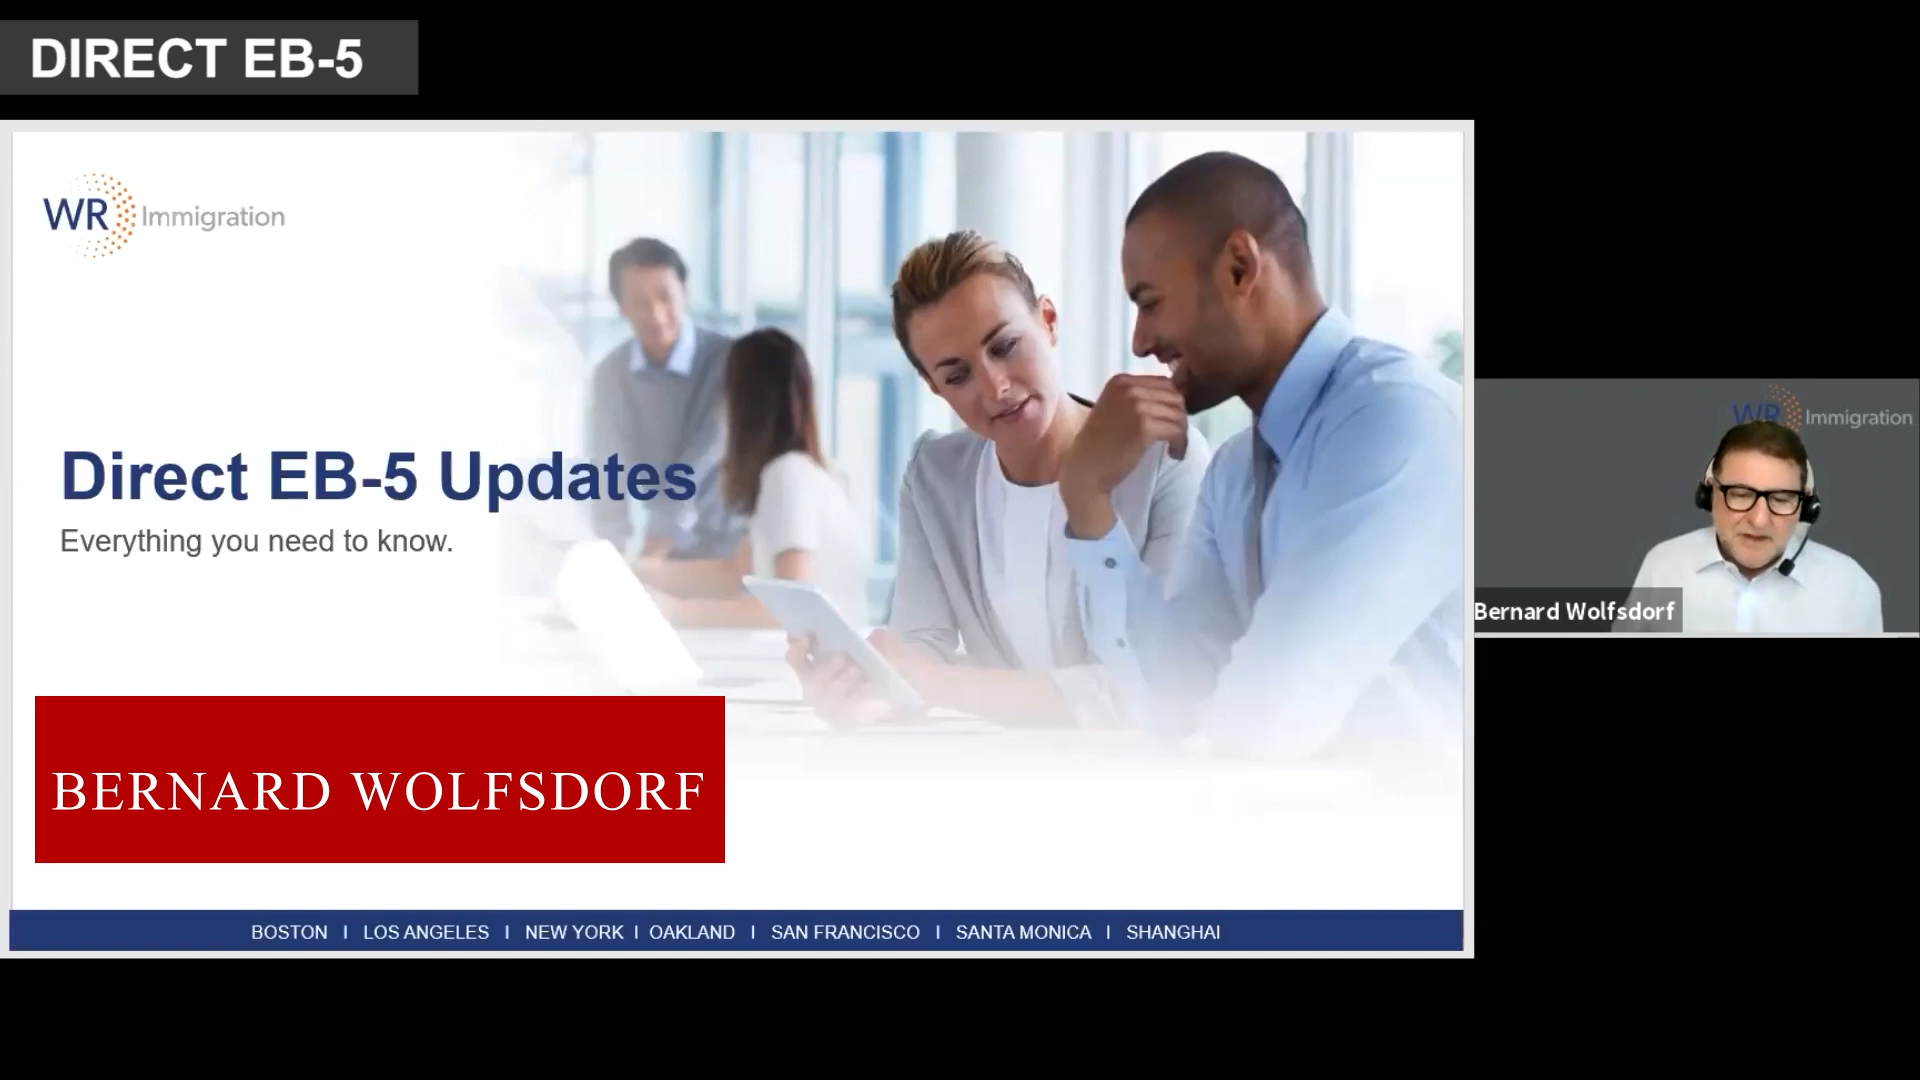 DIRECT EB-5
WR Immigration
Direct EB-5 Updates
Everything you need to know.
BERNARD WOLFSDORF
BOSTON I LOS ANGELES I NEW YORK I OAKLAND I SAN FRANCISCO I SANTA MONICA I SHANGHAI
WR Immigration
Bernard Wolfsdorf